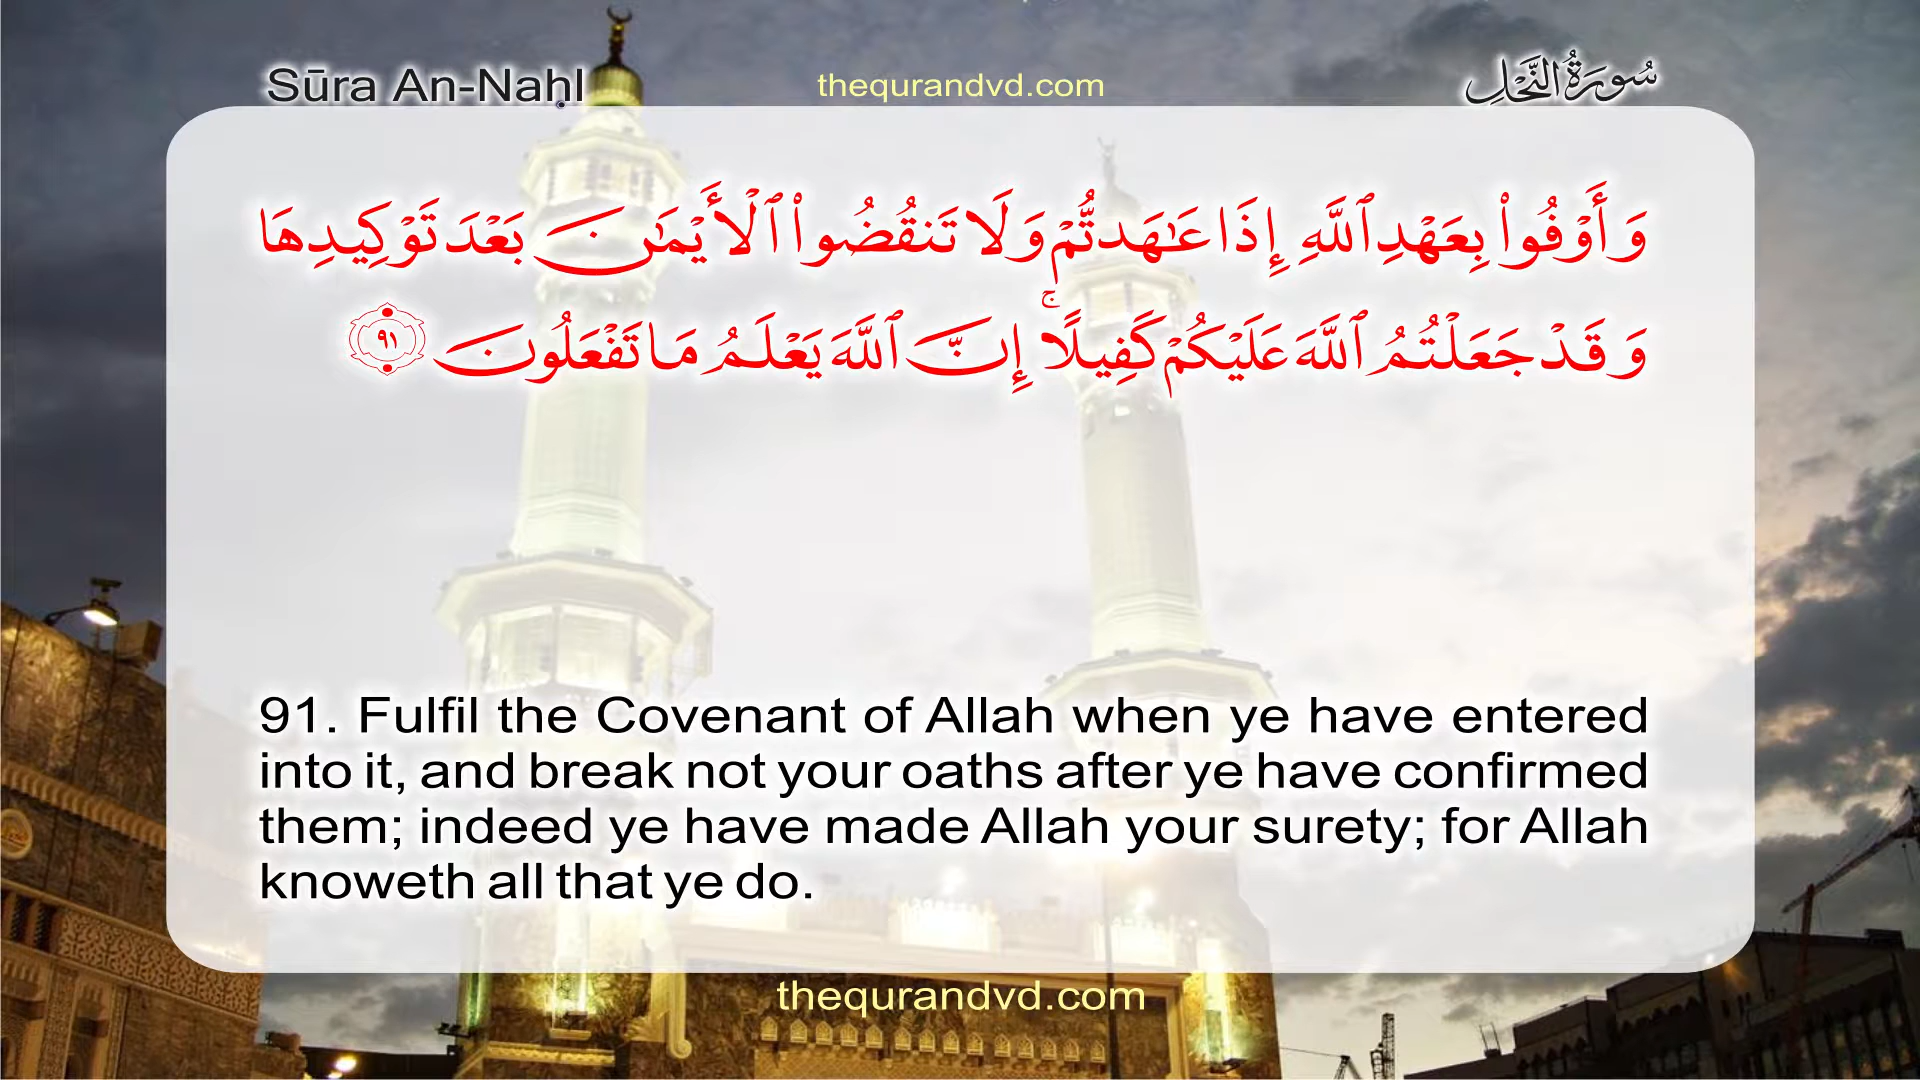 Sūra An-Naḥl
thequrandvd.com
سُورَةُ النَّحْلِ
وَأَوْفُوا۟ بِعَهْدِ ٱللَّهِ إِذَا عَـٰهَدتُّمْ وَلَا تَنقُضُوا۟ ٱلْأَيْمَـٰنَ بَعْدَ تَوْكِيدِهَا
وَقَدْ جَعَلْتُمُ ٱللَّهَ عَلَيْكُمْ كَفِيلًا ۚ إِنَّ ٱللَّهَ يَعْلَمُ مَا تَفْعَلُونَ ٩١
91. Fulfil the Covenant of Allah when ye have entered
into it, and break not your oaths after ye have confirmed
them; indeed ye have made Allah your surety; for Allah
knoweth all that ye do.
thequrandvd.com